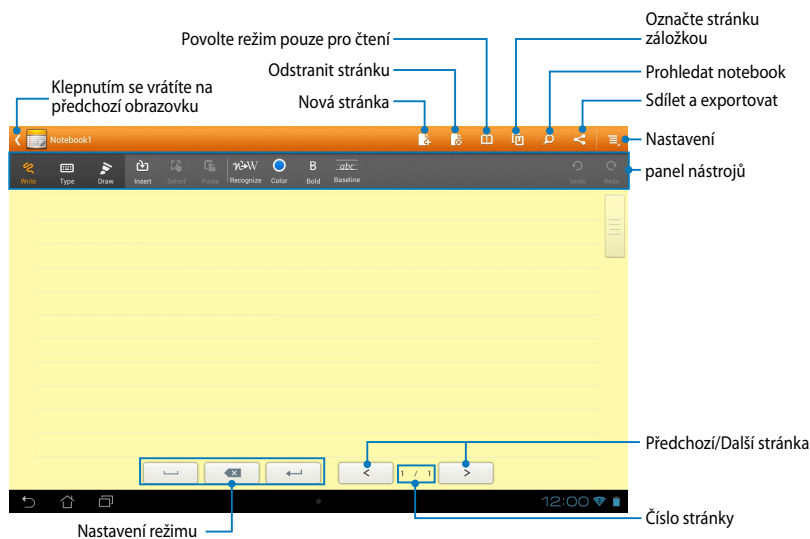 Označte stránku
záložkou
Povolte režim pouze pro čtení
Odstranit stránku
Prohledat notebook
Klepnutím se vrátíte na
předchozí obrazovku
Nová stránka
Sdílet a exportovat
Notebook1
Nastavení
Write Type Draw Insert Select Paste Recognize Color B Bold abc Baseline Undo Redo
panel nástrojů
Předchozí/Další stránka
< 1 / 1 >
12:00
Číslo stránky
Nastavení režimu